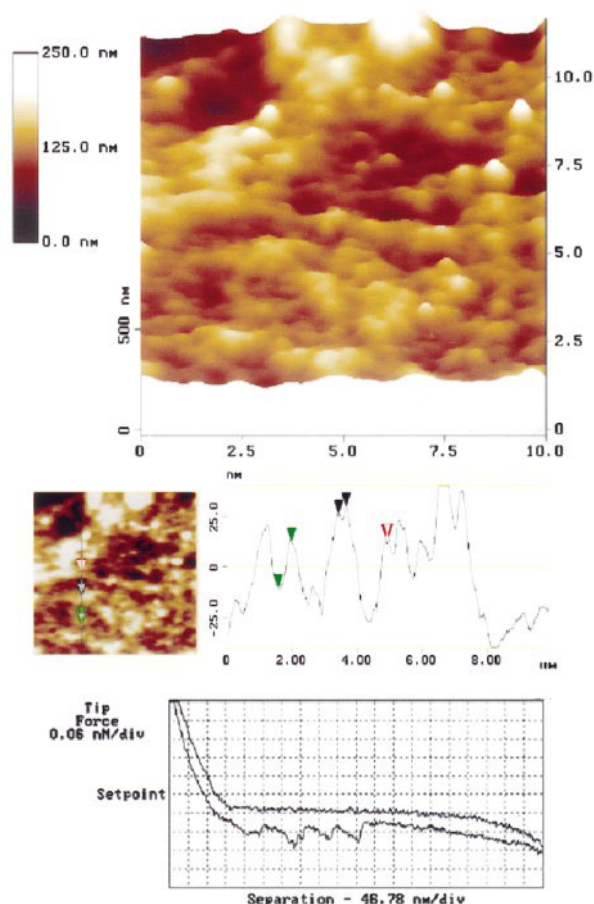 250.0 nM
125.0 nM
0.0 nM
10.0
7.5
5.0
2.5
0
500 nM
0
0 2.5 5.0 7.5 10.0
nM
25.0
0
-25.0
0 2.00 4.00 6.00 8.00
Tip
Force
0.06 nN/div
Setpoint
Separation - 46.78 nm/div